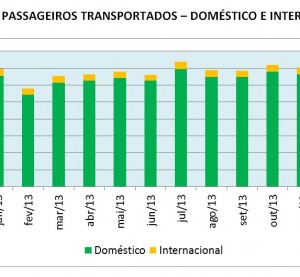 PASSAGEIROS TRANSPORTADOS – DOMÉSTICO E INTER
fev/13
mar/13
abr/13
mai/13
jun/13
jul/13
ago/13
set/13
out/13
Doméstico
Internacional